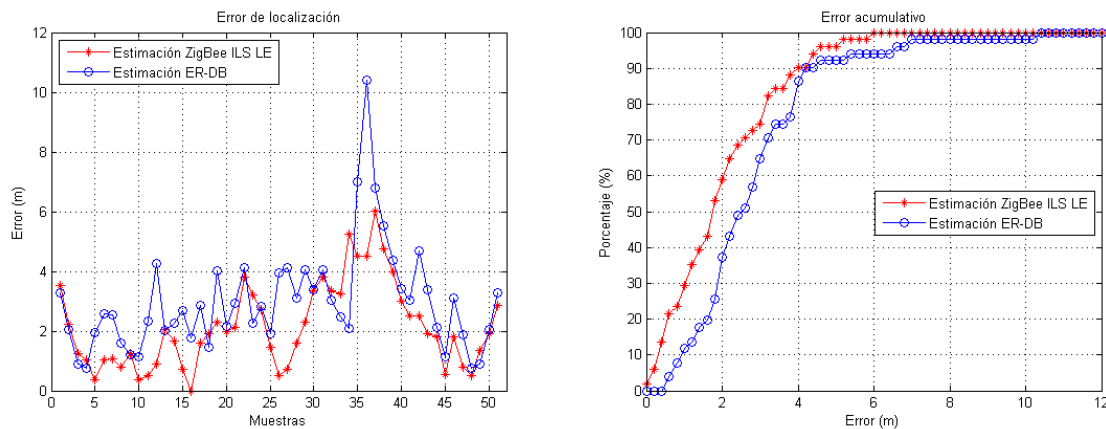 Error de localización
Error (m)
12
10
8
6
4
2
0
Estimación ZigBee ILS LE
Estimación ER-DB
0 5 10 15 20 25 30 35 40 45 50
Muestras
Error acumulativo
Porcentaje (%)
100
90
80
70
60
50
40
30
20
10
0
Estimación ZigBee ILS LE
Estimación ER-DB
0 2 4 6 8 10 12
Error (m)